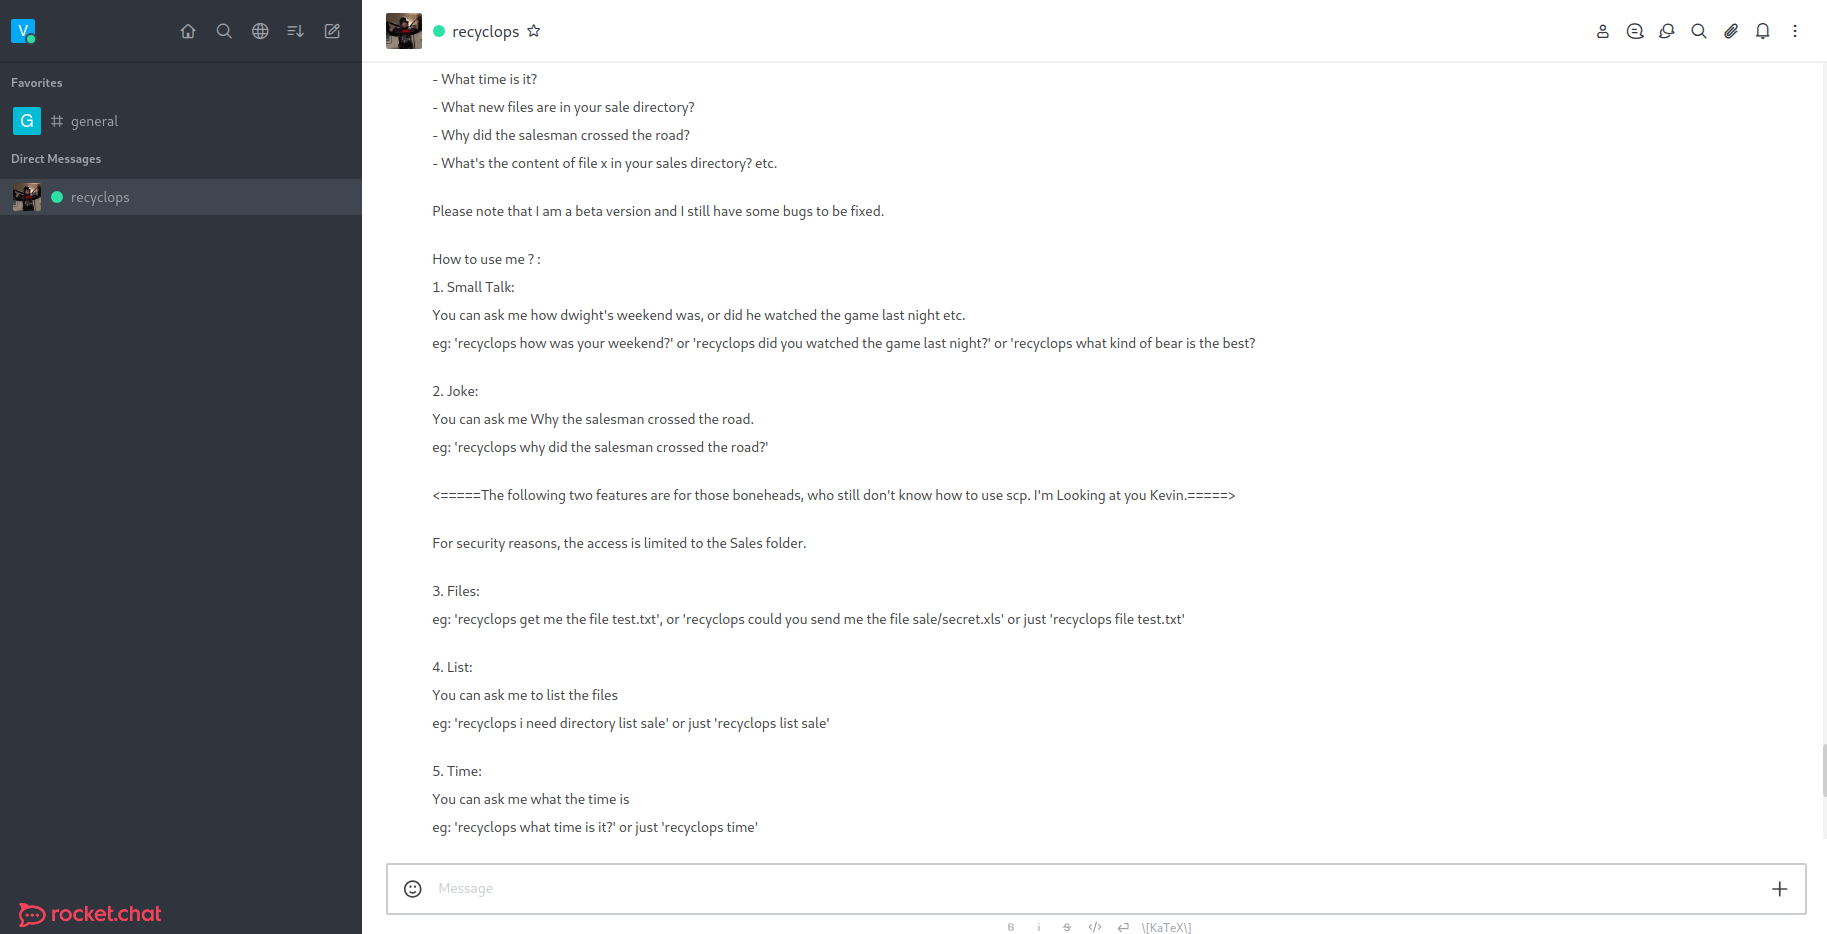 V
recyclops
Favorites
G
general
Direct Messages
recyclops
- What time is it?
- What new files are in your sale directory?
- Why did the salesman crossed the road?
- What's the content of file x in your sales directory? etc.
Please note that I am a beta version and I still have some bugs to be fixed.
How to use me ? :
1. Small Talk:
You can ask me how dwight's weekend was, or did he watched the game last night etc.
eg: 'recyclops how was your weekend?' or 'recyclops did you watched the game last night?' or 'recyclops what kind of bear is the best?
2. Joke:
You can ask me Why the salesman crossed the road.
eg: 'recyclops why did the salesman crossed the road?'
<=====The following two features are for those boneheads, who still don't know how to use scp. I'm Looking at you Kevin.=====>
For security reasons, the access is limited to the Sales folder.
3. Files:
eg: 'recyclops get me the file test.txt', or 'recyclops could you send me the file sale/secret.xls' or just 'recyclops file test.txt'
4. List:
You can ask me to list the files
eg: 'recyclops i need directory list sale' or just 'recyclops list sale'
5. Time:
You can ask me what the time is
eg: 'recyclops what time is it?' or just 'recyclops time'
Message
rocket.chat
B i S </> \[KaTeX\]